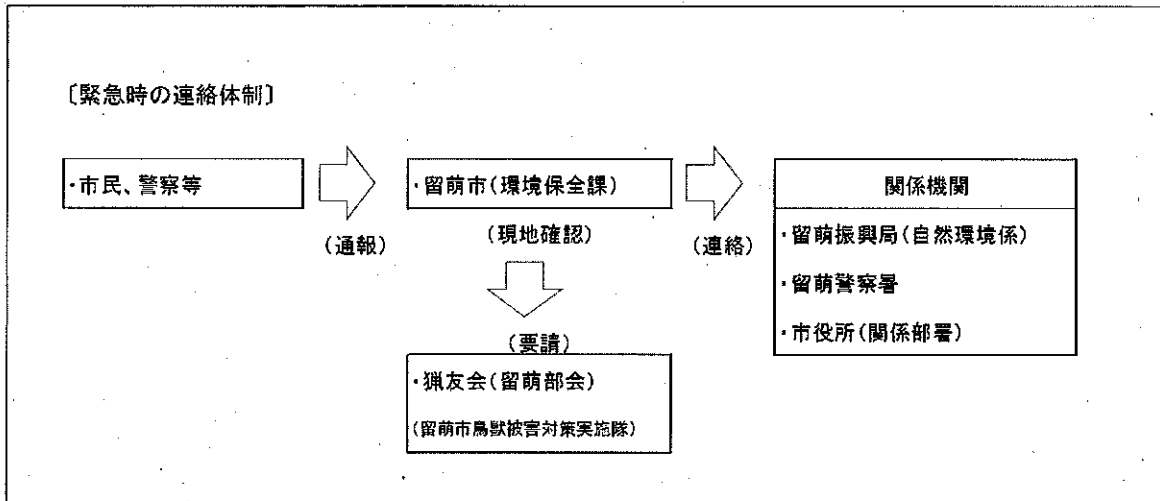 〔緊急時の連絡体制〕
・市民、警察等
(通報)
・留萌市(環境保全課)
(現地確認)
(連絡)
関係機関
・留萌振興局(自然環境係)
・留萌警察署
・市役所(関係部署)
(要請)
・猟友会(留萌部会)
(留萌市鳥獣被害対策実施隊)